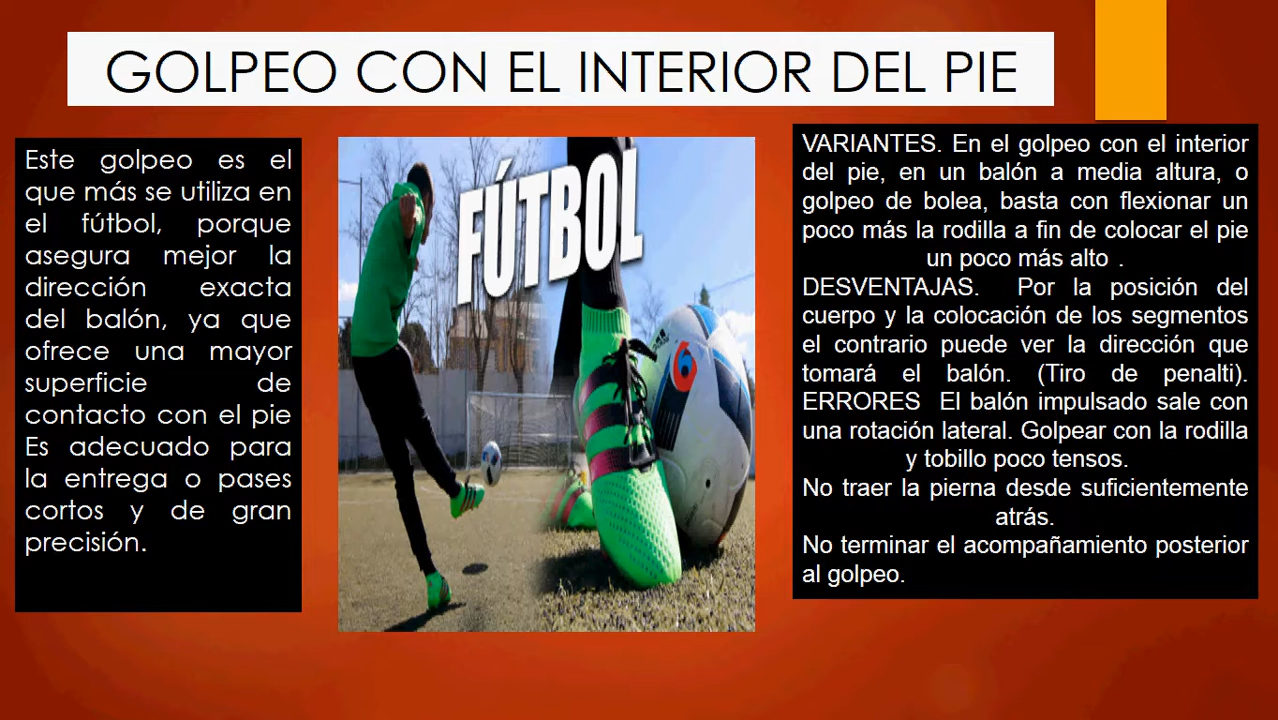 GOLPEO CON EL INTERIOR DEL PIE
Este golpeo es el
que más se utiliza en
el fútbol, porque
asegura mejor la
dirección exacta
del balón, ya que
ofrece una mayor
superficie de
contacto con el pie
Es adecuado para
la entrega o pases
cortos y de gran
precisión.
FÚTBOL
VARIANTES. En el golpeo con el interior
del pie, en un balón a media altura, o
golpeo de bolea, basta con flexionar un
poco más la rodilla a fin de colocar el pie
un poco más alto .
DESVENTAJAS. Por la posición del
cuerpo y la colocación de los segmentos
el contrario puede ver la dirección que
tomará el balón. (Tiro de penalti).
ERRORES El balón impulsado sale con
una rotación lateral. Golpear con la rodilla
y tobillo poco tensos.
No traer la pierna desde suficientemente
atrás.
No terminar el acompañamiento posterior
al golpeo.